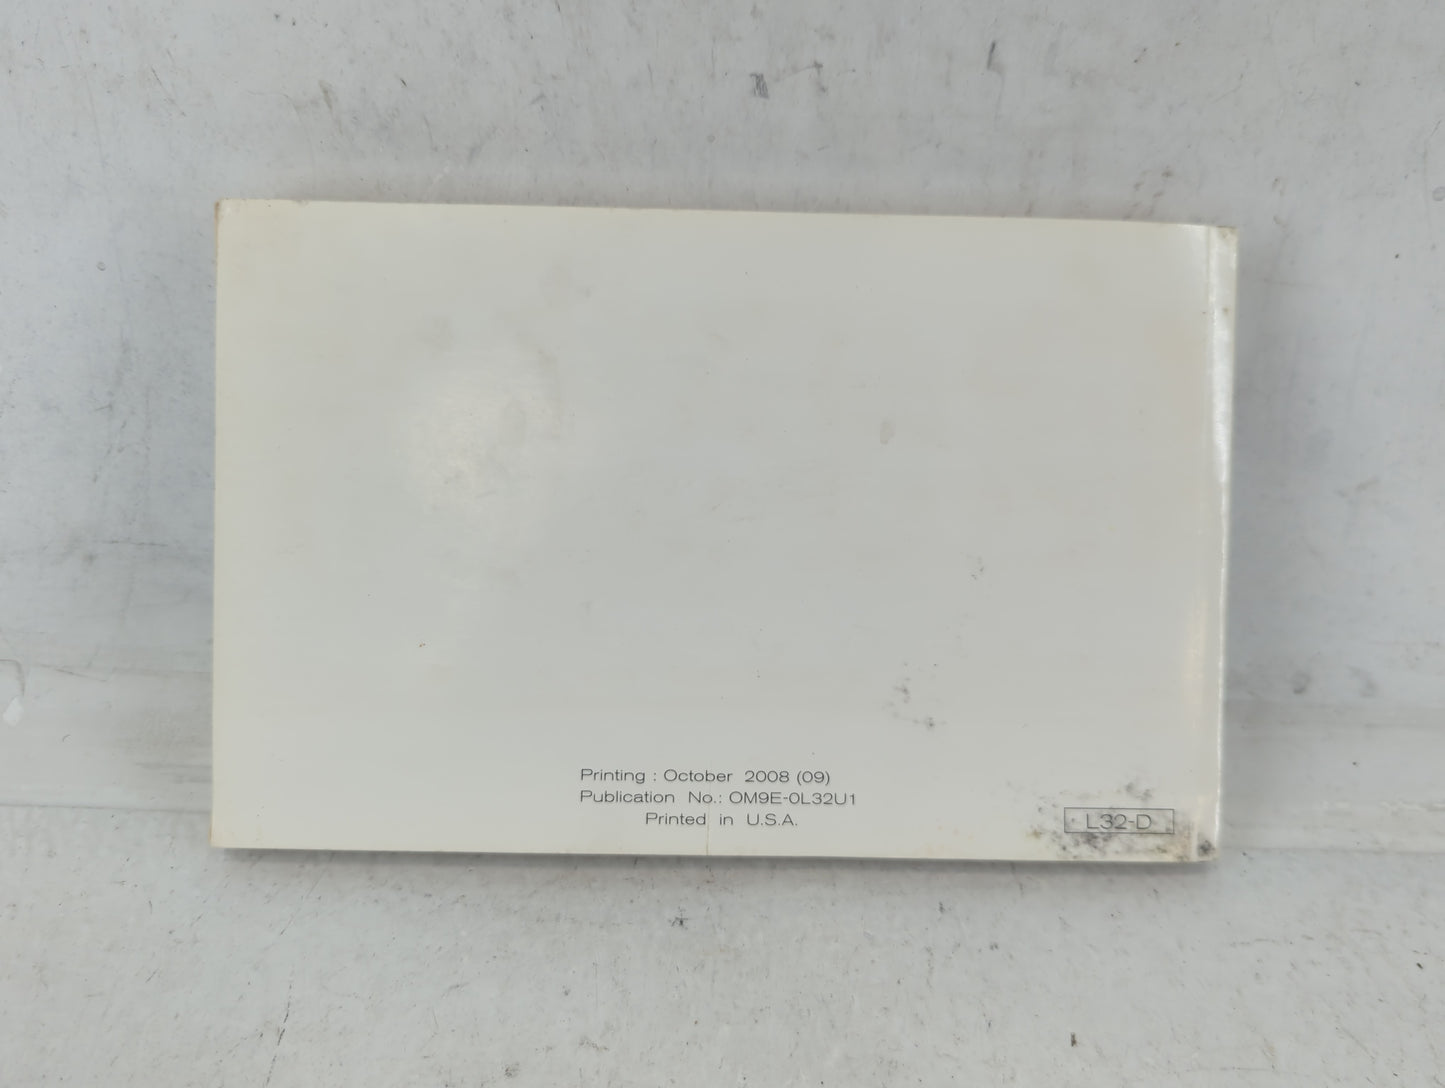 Printing : October 2008 (09)
Publication No.: OM9E-0L32U1
Printed in U.S.A.
L32-D